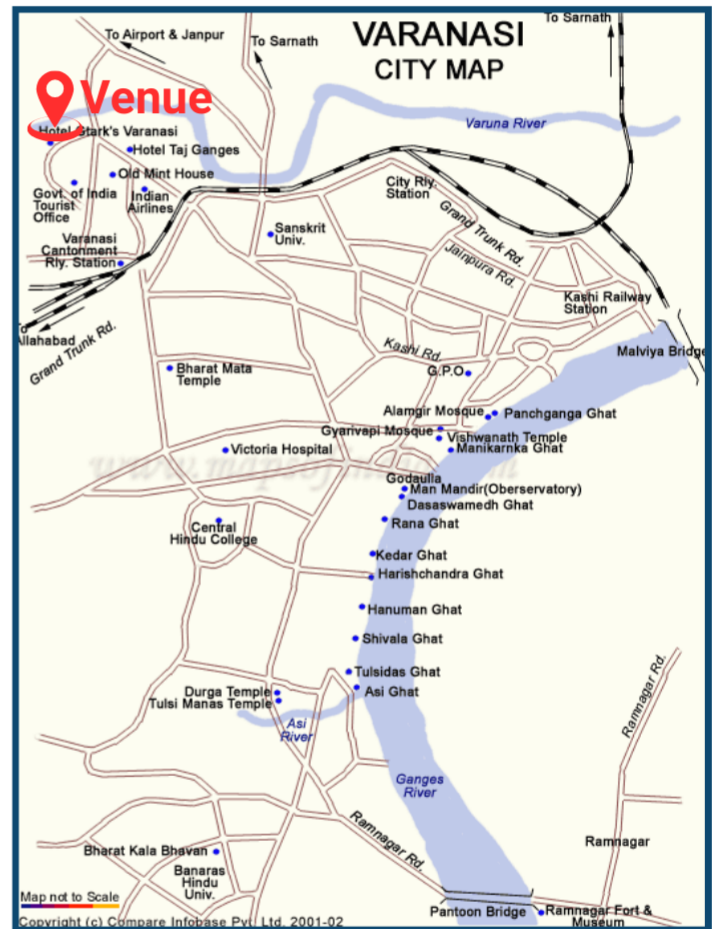 To Sarnath
VARANASI
CITY MAP
To Airport & Janpur
To Sarnath
Venue
Varuna River
Hotel Stark's Varanasi
Hotel Taj Ganges
Old Mint House
Govt. of India
Tourist
Office
Indian
Airlines
City Rly.
Station
Grand Trunk Rd.
Sanskrit
Univ.
Varanasi
Cantonment
Rly. Station
Jainpura Rd.
Kashi Railway
Station
To
Allahabad
Grand Trunk Rd.
Kashi Rd.
Malviya Bridge
Bharat Mata
Temple
G.P.O
Alamgir Mosque
Panchganga Ghat
Gyarivapi Mosque
Vishwanath Temple
Victoria Hospital
Manikarnka Ghat
Godaulla
Man Mandir(Oberservatory)
Dasaswamedh Ghat
Rana Ghat
Central
Hindu College
Kedar Ghat
Harishchandra Ghat
Hanuman Ghat
Shivala Ghat
Tulsidas Ghat
Asi Ghat
Durga Temple
Tulsi Manas Temple
Asi
River
Ramnagar Rd.
Ganges
River
Ramnagar Rd.
Ramnagar
Bharat Kala Bhavan
Banaras
Hindu
Univ.
Map not to Scale
Pantoon Bridge
Ramnagar Fort &
Museum
Copyright (c) Compare Infobase Pvt. Ltd. 2001-02